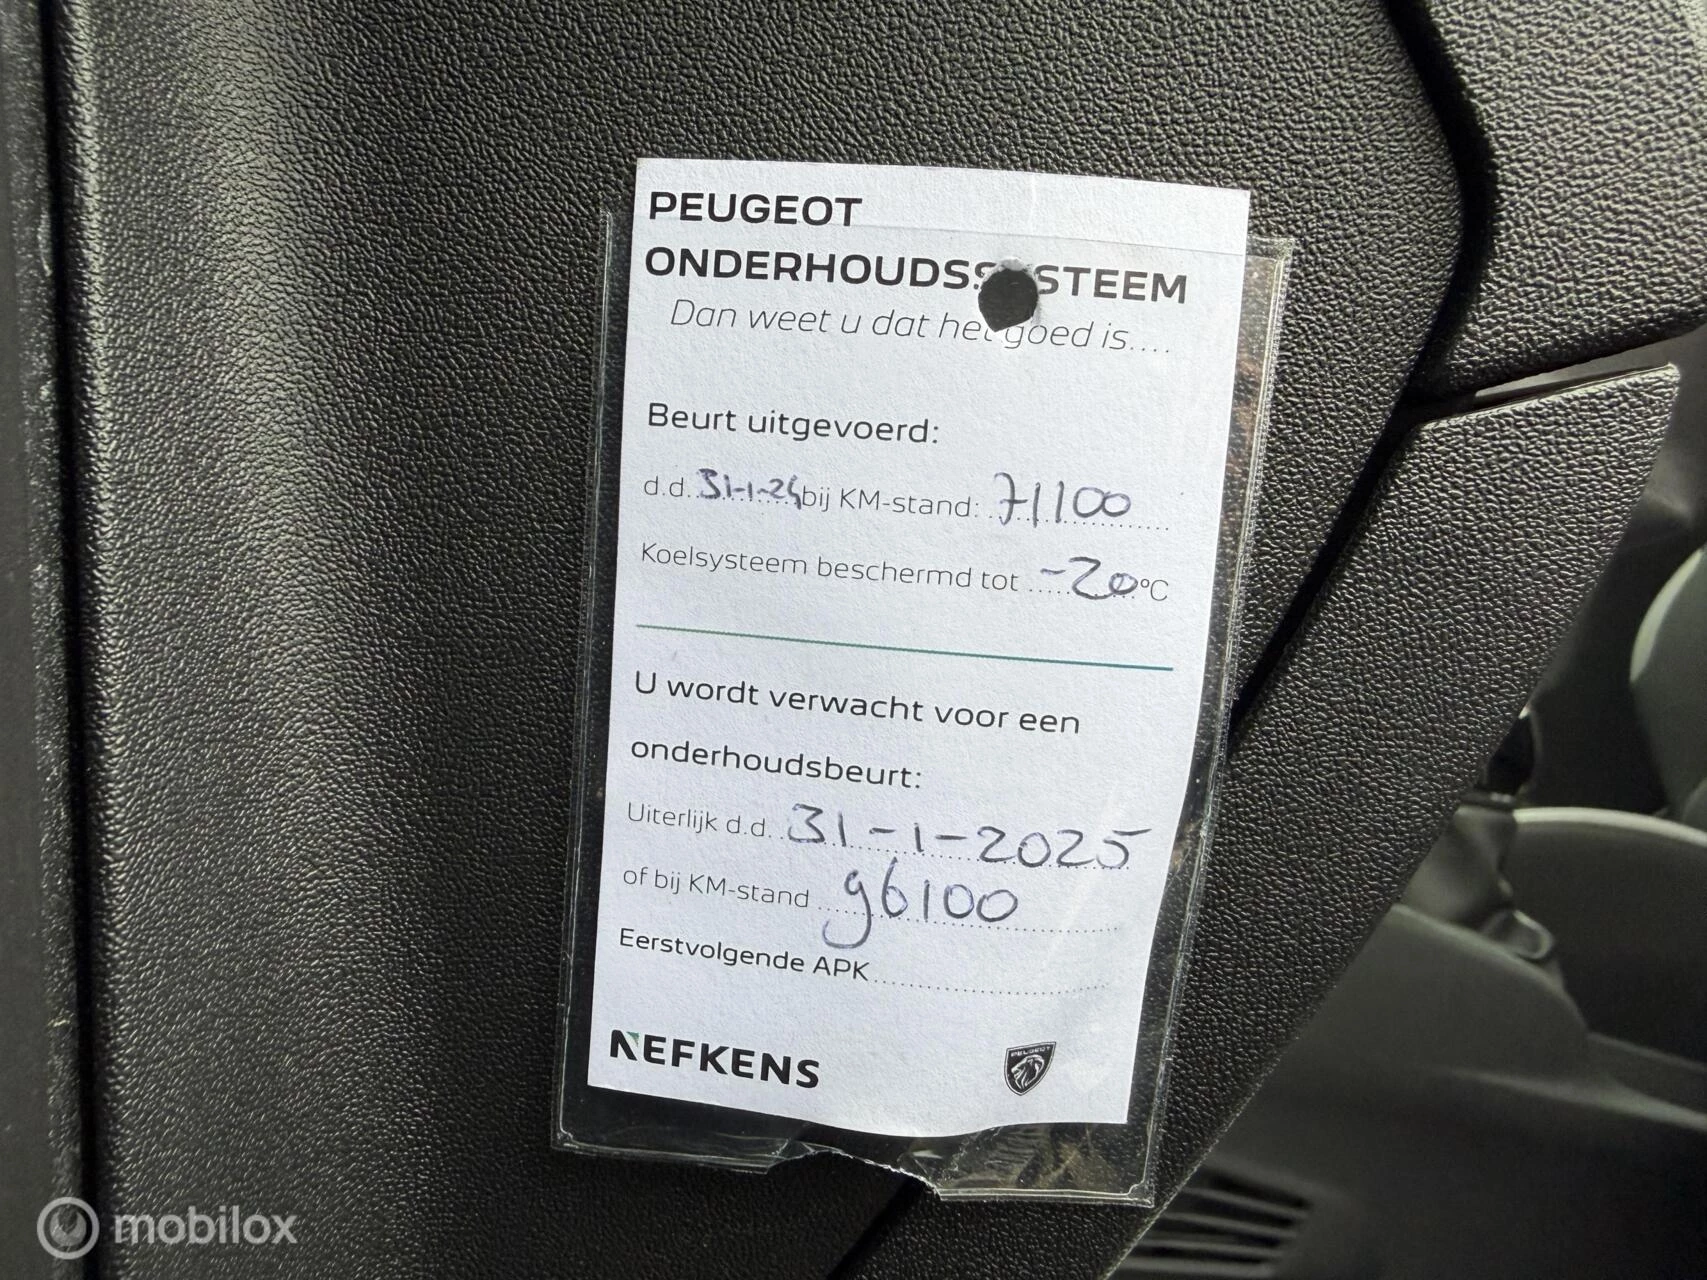 PEUGEOT
ONDERHOUDSSYSTEEM
Dan weet u dat het goed is....
Beurt uitgevoerd:
d.d. 31-1-24 bij KM-stand: 71100
Koelsysteem beschermd tot -20°C
U wordt verwacht voor een
onderhoudsbeurt:
Uiterlijk d.d. 31-1-2025
of bij KM-stand 96100
Eerstvolgende APK
NEFKENS
PEUGEOT
mobilox